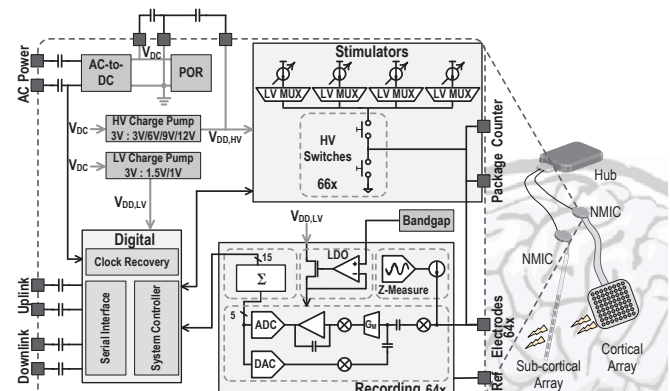 AC Power
V_DC
AC-to-
DC
POR
HV Charge Pump
3V : 3V/6V/9V/12V
V_DC
V_DD,HV
LV Charge Pump
3V : 1.5V/1V
V_DC
V_DD,LV
Stimulators
LV MUX
LV MUX
LV MUX
LV MUX
HV
Switches
66x
Counter
Package
Hub
NMIC
NMIC
Cortical
Array
Sub-cortical
Array
Digital
Clock Recovery
Serial Interface
System Controller
Uplink
Downlink
V_DD,LV
Bandgap
15
Σ
LDO
Z-Measure
5
ADC
G_M
DAC
Electrodes
64x
Ref.
Recording 64x